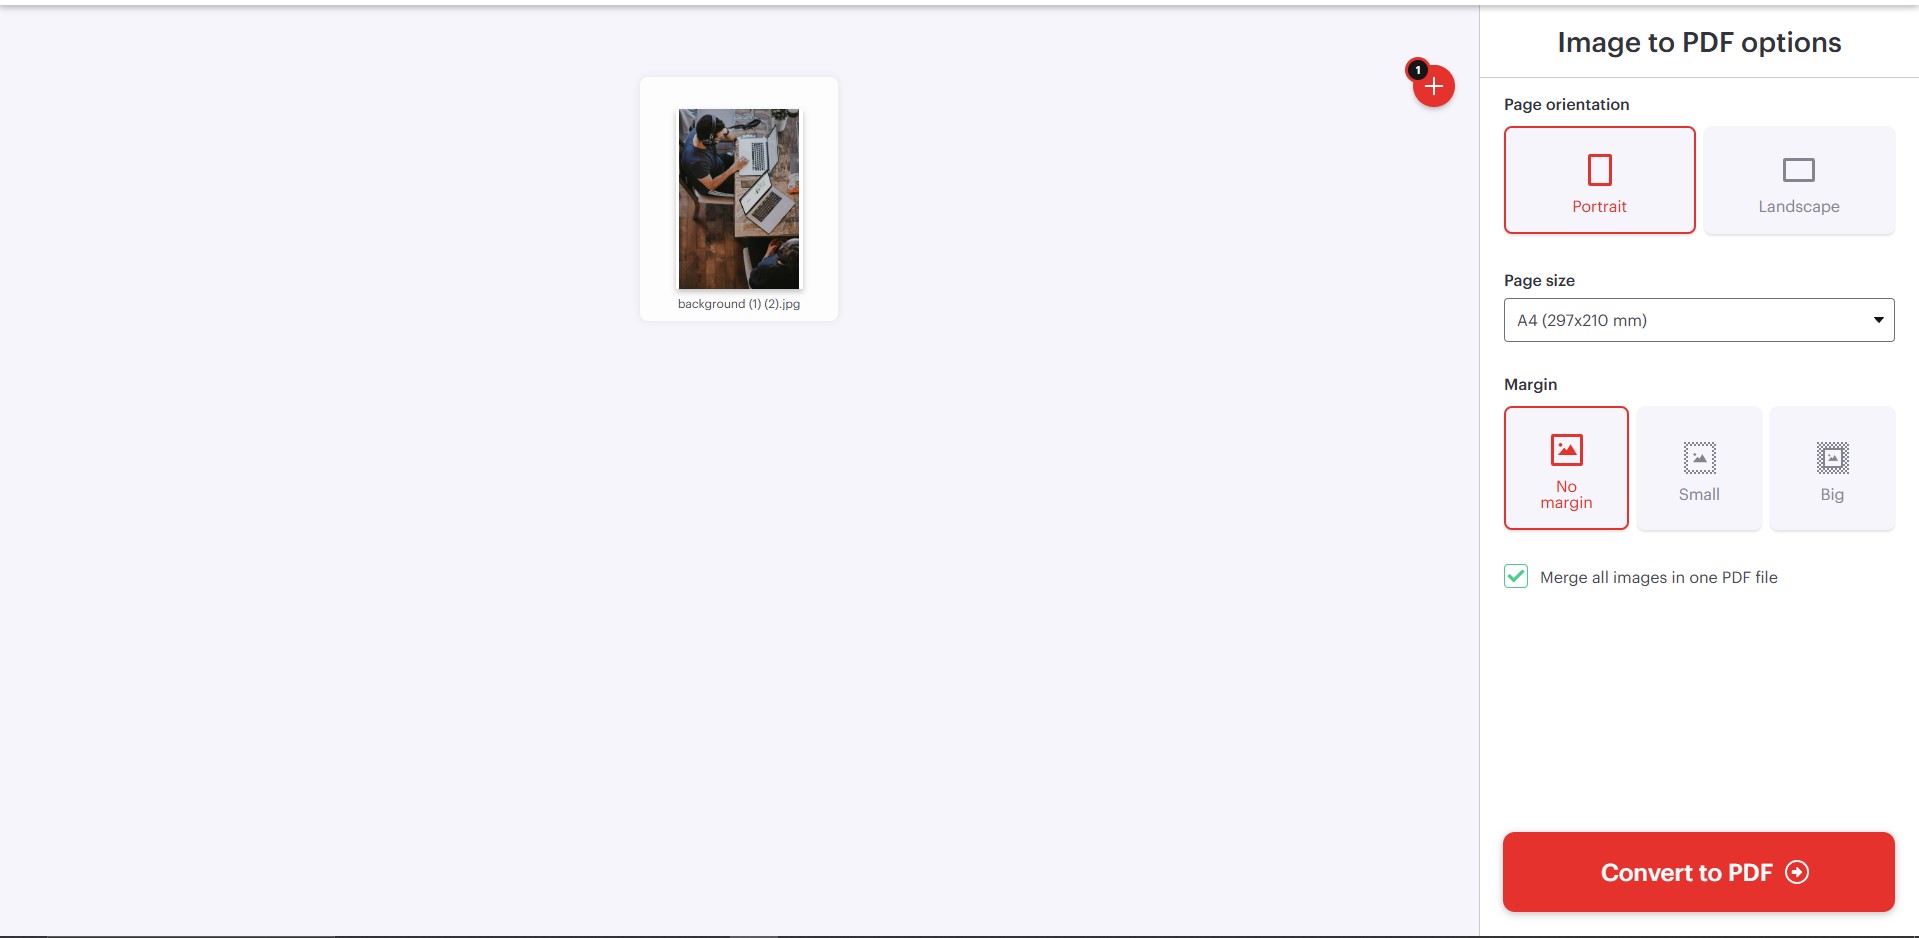 Image to PDF options
1
Page orientation
Portrait
Landscape
Page size
A4 (297x210 mm)
Margin
No
margin
Small
Big
Merge all images in one PDF file
background (1) (2).jpg
Convert to PDF